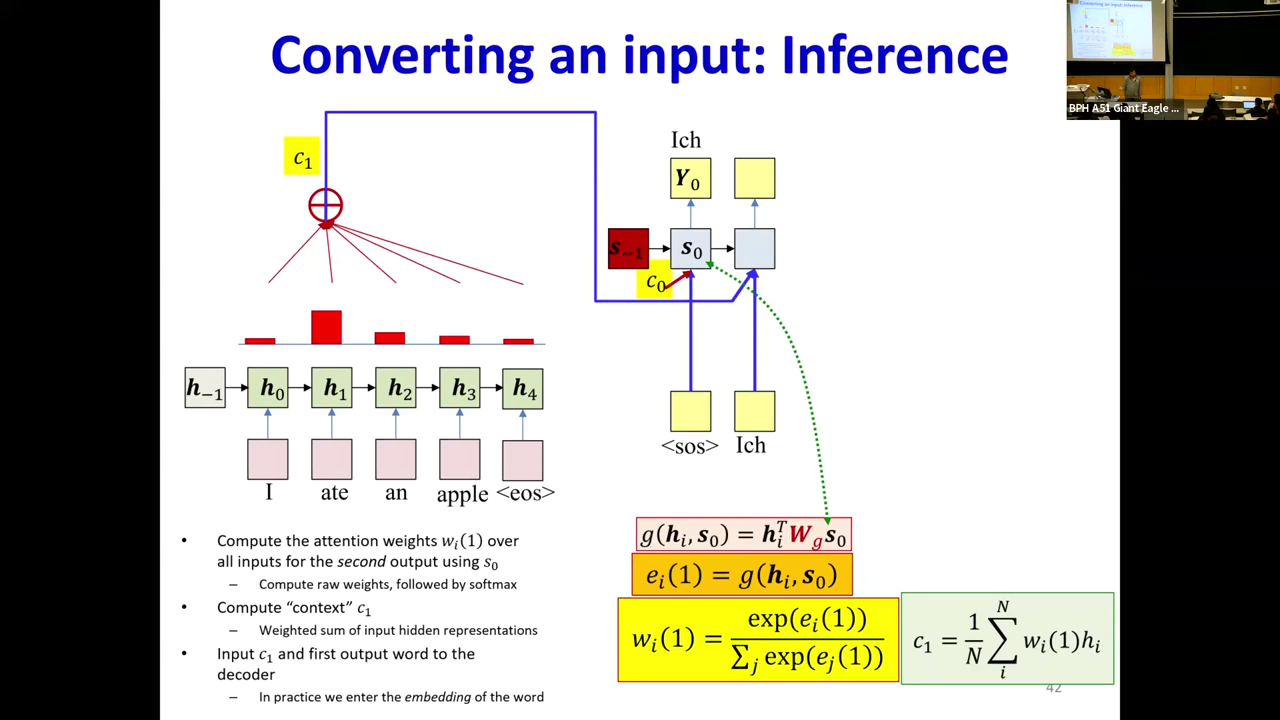 Converting an input: Inference
BPH A51 Giant Eagle ...
c₁
Ich
Y₀
s₋₁
s₀
c₀
h₋₁ h₀ h₁ h₂ h₃ h₄
I ate an apple <eos>
<sos> Ich
• Compute the attention weights wᵢ(1) over
all inputs for the second output using s₀
– Compute raw weights, followed by softmax
• Compute “context” c₁
– Weighted sum of input hidden representations
• Input c₁ and first output word to the
decoder
– In practice we enter the embedding of the word
g(hᵢ, s₀) = hᵢᵀW_g s₀
eᵢ(1) = g(hᵢ, s₀)
wᵢ(1) = exp(eᵢ(1)) / ∑ⱼ exp(eⱼ(1))
c₁ = 1/N ∑ᵢᴺ wᵢ(1)hᵢ
42